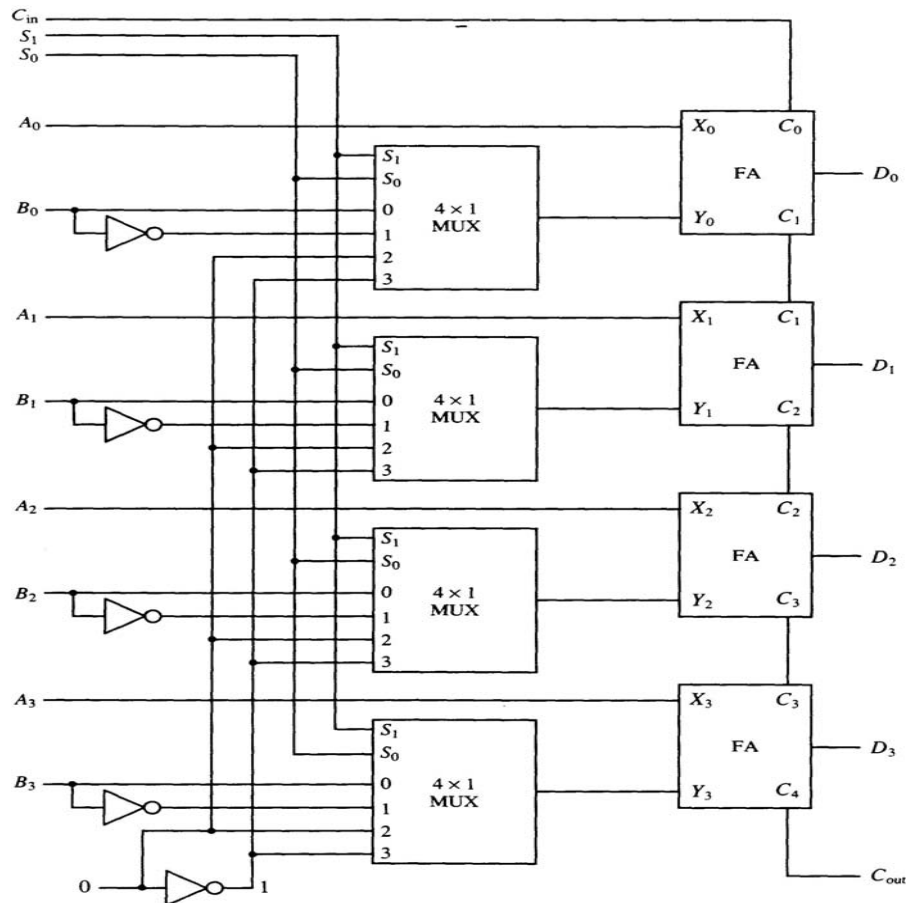 C_in
S_1
S_0
A_0 X_0 C_0
S_1
S_0 FA D_0
B_0 0 4 × 1
MUX Y_0 C_1
1
2
3
A_1 X_1 C_1
S_1
S_0 FA D_1
B_1 0 4 × 1
MUX Y_1 C_2
1
2
3
A_2 X_2 C_2
S_1
S_0 FA D_2
B_2 0 4 × 1
MUX Y_2 C_3
1
2
3
A_3 X_3 C_3
S_1
S_0 FA D_3
B_3 0 4 × 1
MUX Y_3 C_4
1
2
3
0 1 C_out